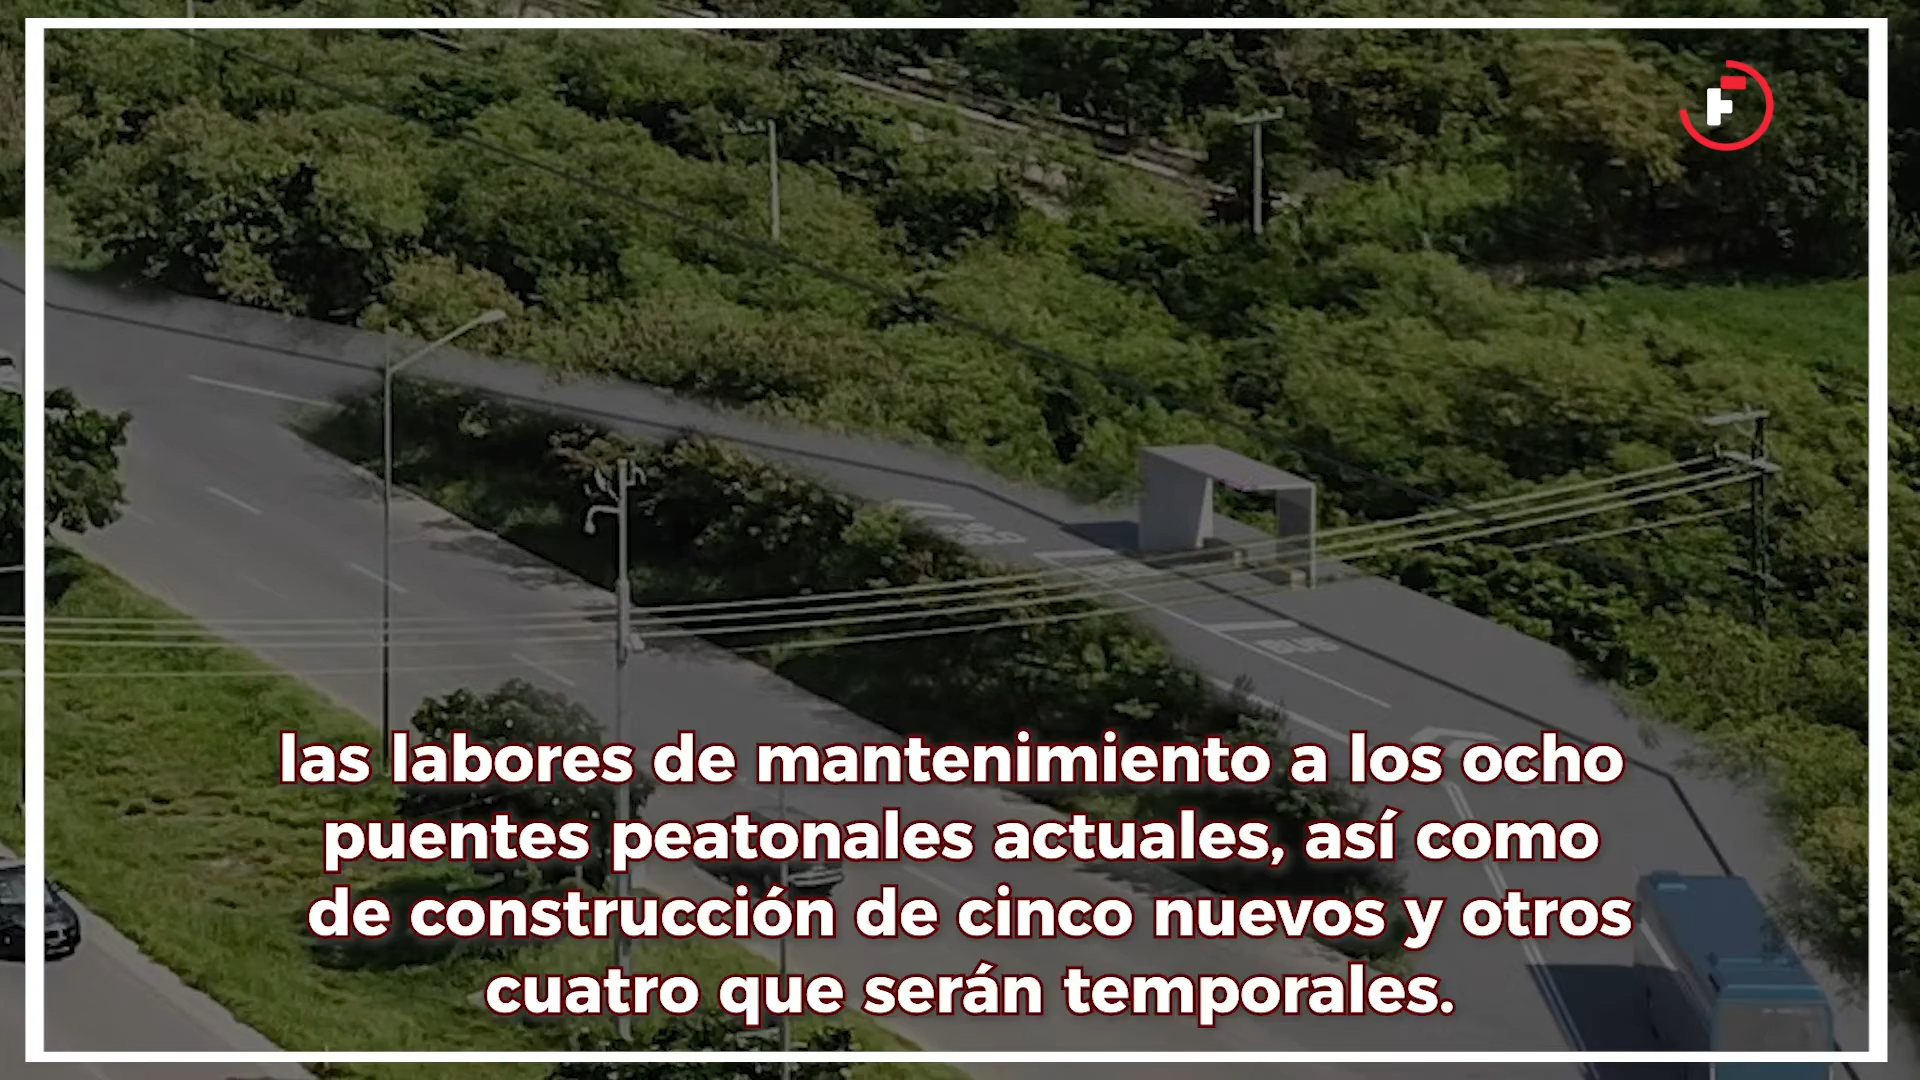 F
las labores de mantenimiento a los ocho
puentes peatonales actuales, así como
de construcción de cinco nuevos y otros
cuatro que serán temporales.
BUS